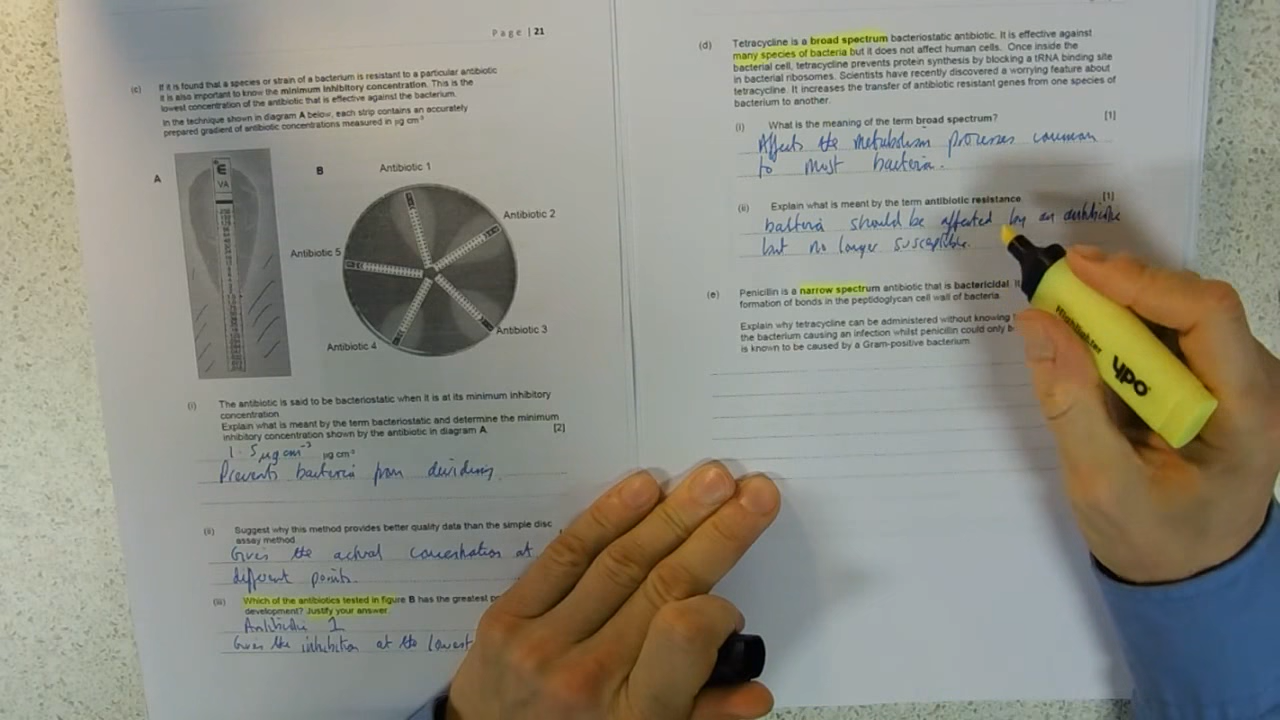 Page | 21
(c) If it is found that a species or strain of a bacterium is resistant to a particular antibiotic
it is also important to know the minimum inhibitory concentration. This is the
lowest concentration of the antibiotic that is effective against the bacterium.
In the technique shown in diagram A below, each strip contains an accurately
prepared gradient of antibiotic concentrations measured in µg cm⁻³
A
E
VA
B
Antibiotic 1
Antibiotic 2
Antibiotic 5
Antibiotic 3
Antibiotic 4
(i) The antibiotic is said to be bacteriostatic when it is at its minimum inhibitory
concentration.
Explain what is meant by the term bacteriostatic and determine the minimum
inhibitory concentration shown by the antibiotic in diagram A. [2]
1.5 µg cm⁻³ µg cm⁻³
Prevents bacteria from dividing.
(ii) Suggest why this method provides better quality data than the simple disc
assay method.
Gives the actual concentration at
different points.
(iii) Which of the antibiotics tested in figure B has the greatest
development? Justify your answer.
Antibiotic 1
Gives the inhibition at the lowest
(d) Tetracycline is a broad spectrum bacteriostatic antibiotic. It is effective against
many species of bacteria but it does not affect human cells. Once inside the
bacterial cell, tetracycline prevents protein synthesis by blocking a tRNA binding site
in bacterial ribosomes. Scientists have recently discovered a worrying feature about
tetracycline. It increases the transfer of antibiotic resistant genes from one species of
bacterium to another.
(i) What is the meaning of the term broad spectrum? [1]
Affects the metabolism processes common
to most bacteria.
(ii) Explain what is meant by the term antibiotic resistance. [1]
bacteria should be affected by an antibiotic
but no longer
(e) Penicillin is a narrow spectrum antibiotic that is bactericidal.
formation of bonds in the peptidoglycan cell wall of bacteria.
Explain why tetracycline can be administered without knowing
the bacterium causing an infection whilst penicillin could only
is known to be caused by a Gram-positive bacterium.
Highlighter
YPO